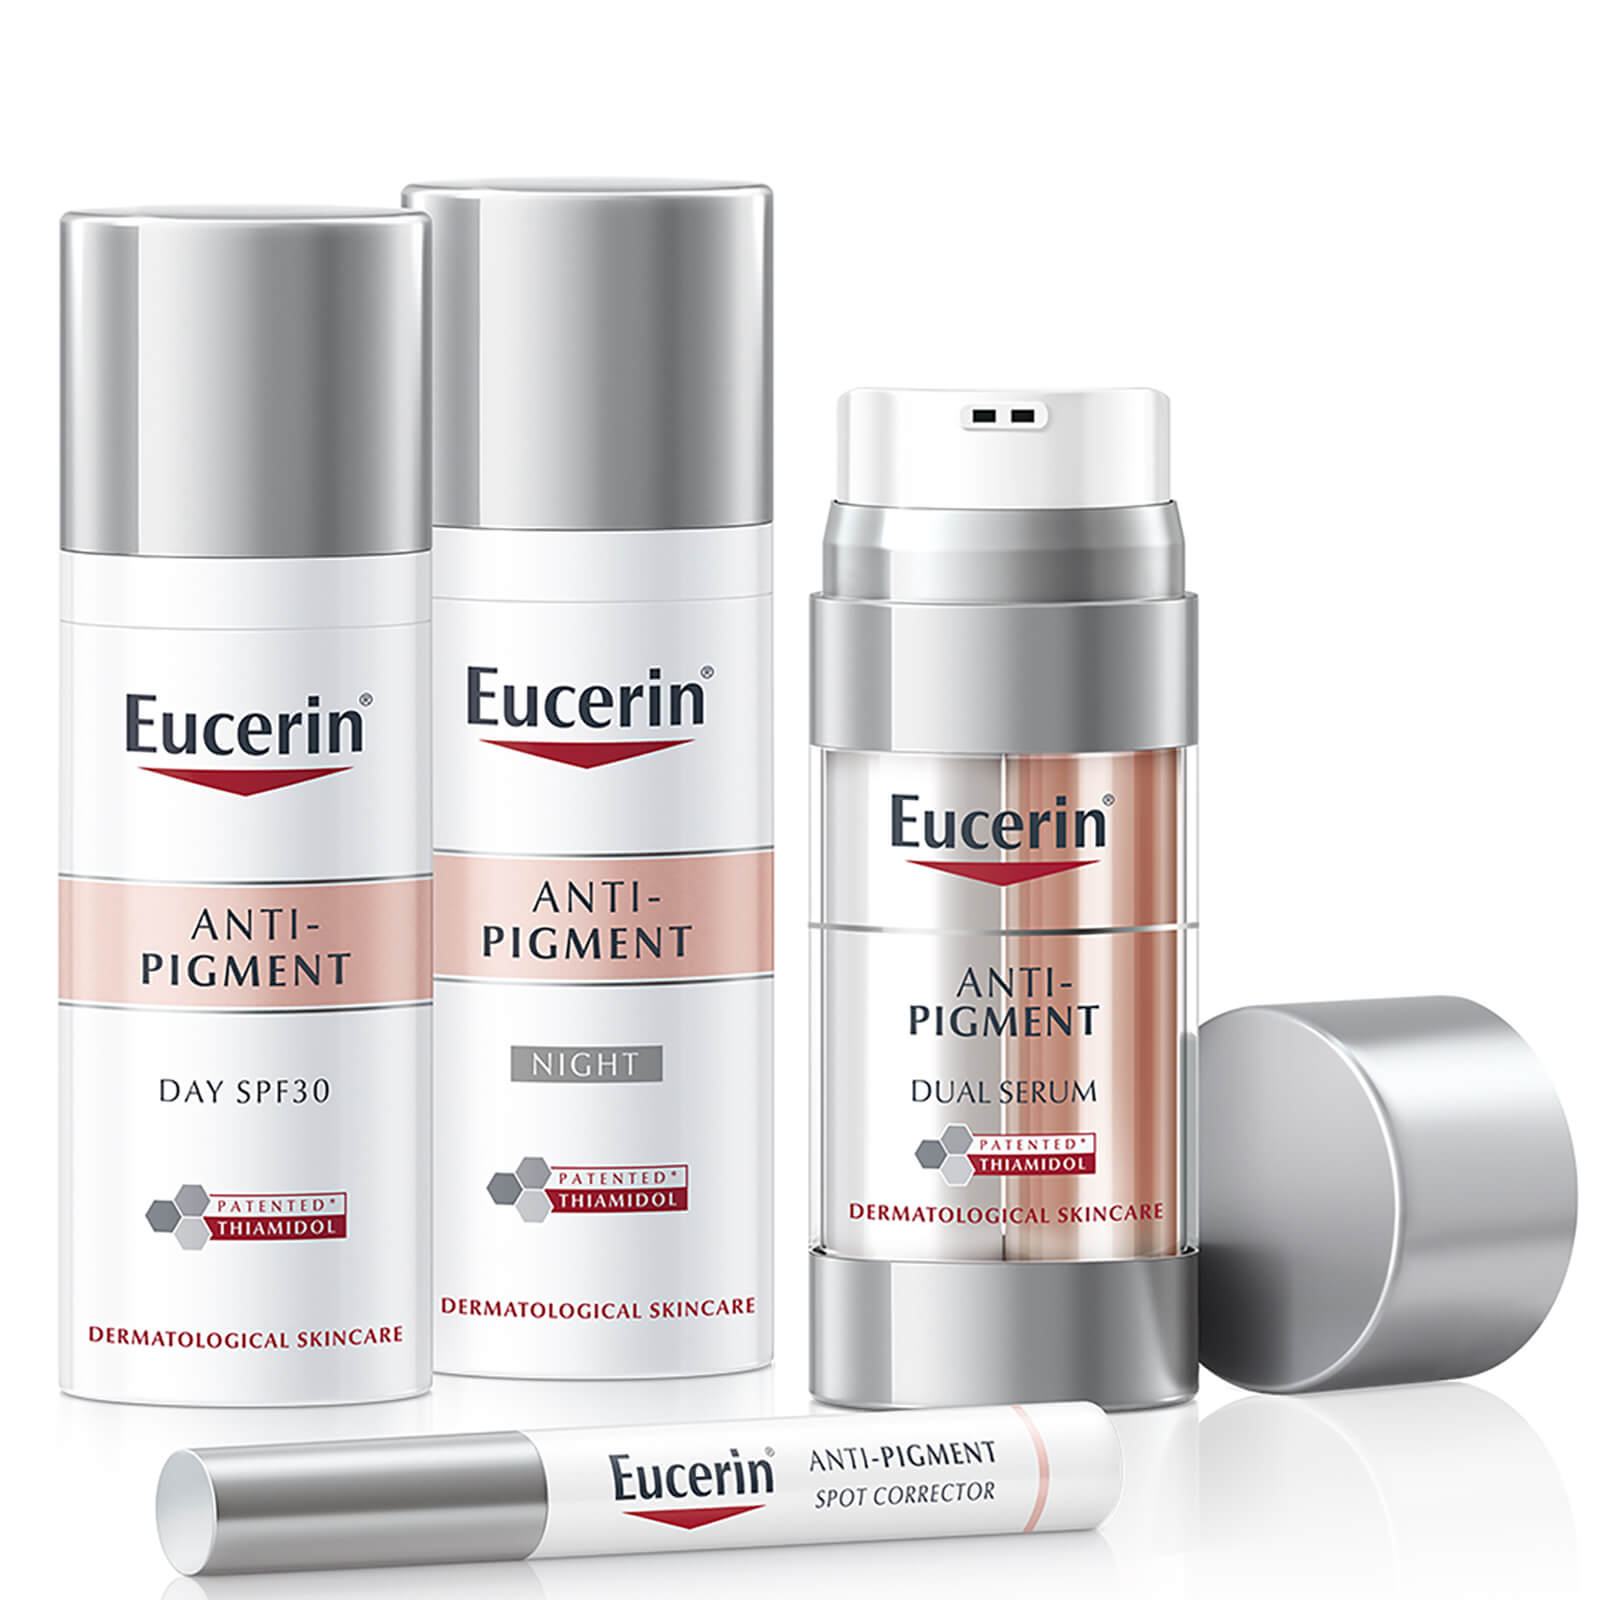 Eucerin®
ANTI-
PIGMENT
DAY SPF30
PATENTED*
THIAMIDOL
DERMATOLOGICAL SKINCARE
Eucerin®
ANTI-
PIGMENT
NIGHT
PATENTED*
THIAMIDOL
DERMATOLOGICAL SKINCARE
Eucerin®
ANTI-
PIGMENT
DUAL SERUM
PATENTED*
THIAMIDOL
DERMATOLOGICAL SKINCARE
Eucerin®
ANTI-PIGMENT
SPOT CORRECTOR